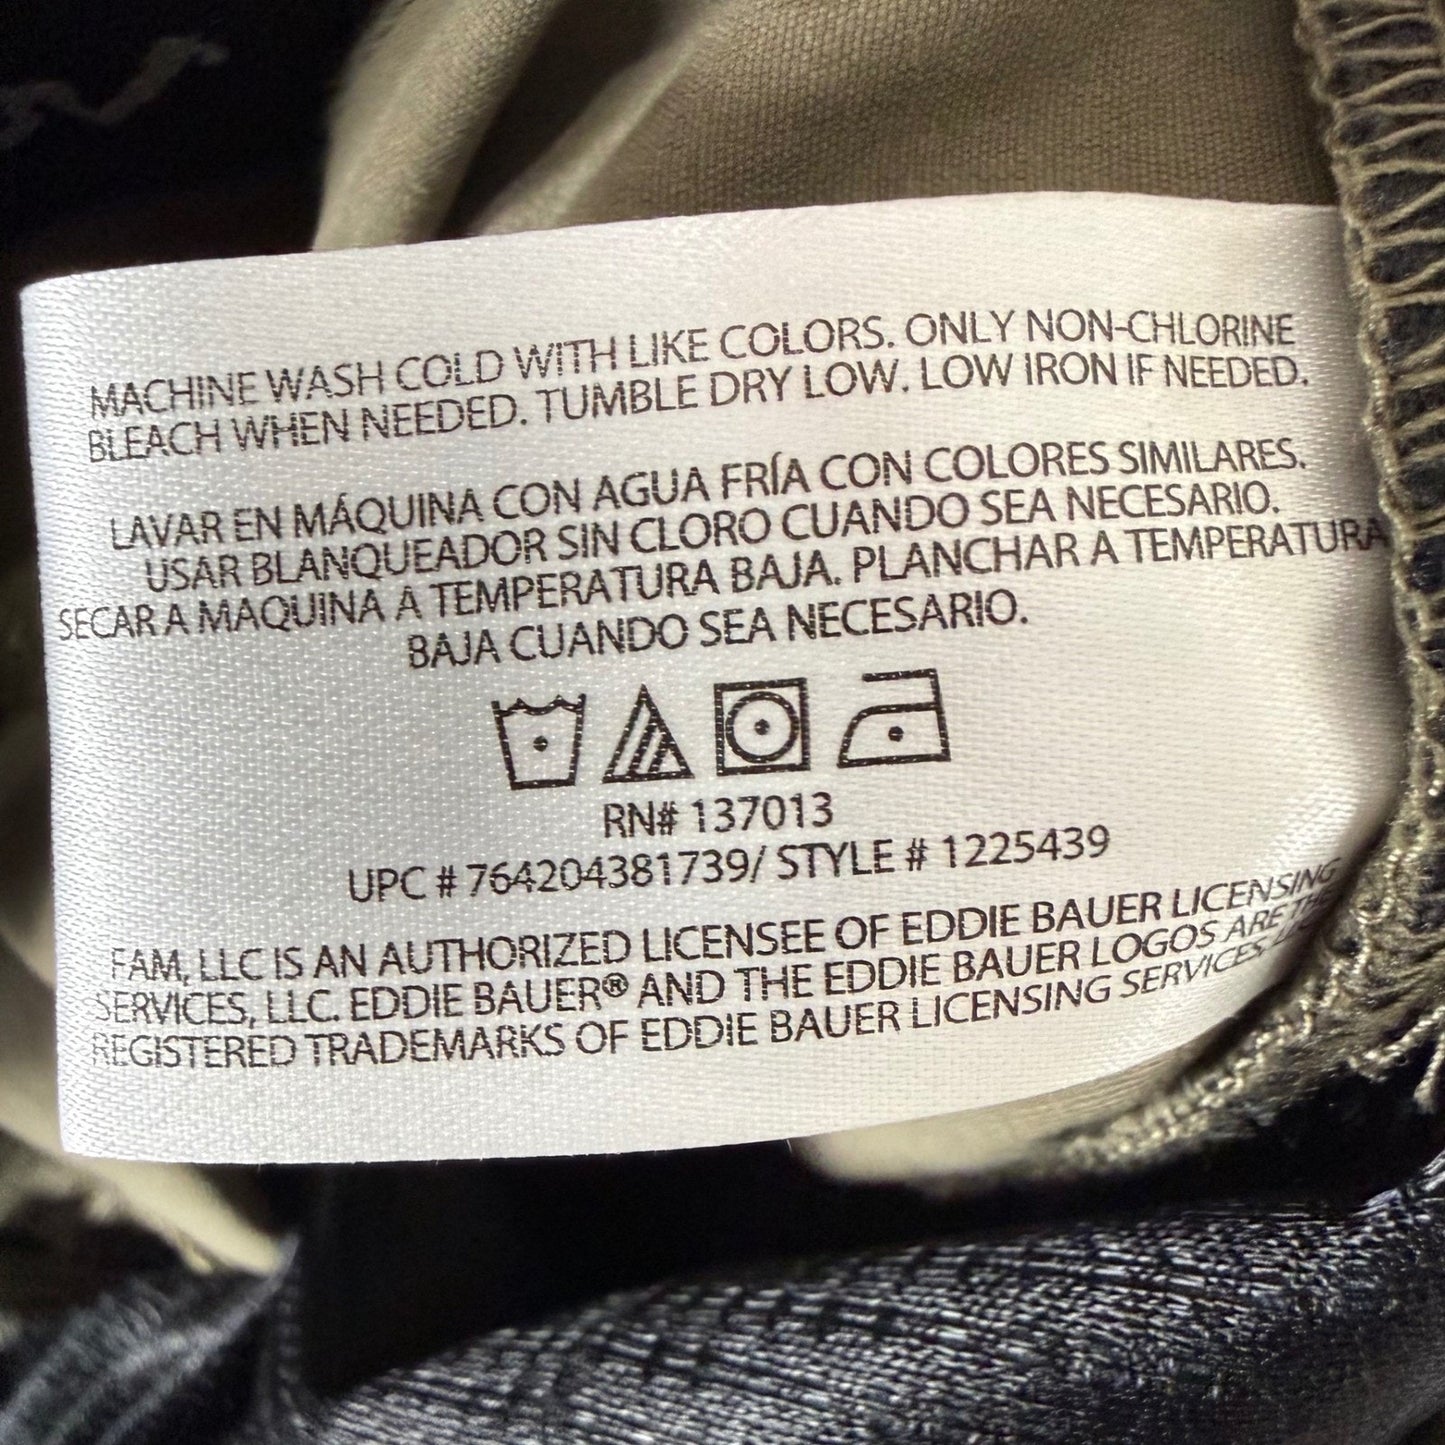 MACHINE WASH COLD WITH LIKE COLORS. ONLY NON-CHLORINE
BLEACH WHEN NEEDED. TUMBLE DRY LOW. LOW IRON IF NEEDED.
LAVAR EN MÁQUINA CON AGUA FRÍA CON COLORES SIMILARES.
USAR BLANQUEADOR SIN CLORO CUANDO SEA NECESARIO.
SECAR A MAQUINA A TEMPERATURA BAJA. PLANCHAR A TEMPERATURA
BAJA CUANDO SEA NECESARIO.
RN# 137013
UPC # 764204381739/ STYLE # 1225439
FAM, LLC IS AN AUTHORIZED LICENSEE OF EDDIE BAUER LICENSING
SERVICES, LLC. EDDIE BAUER® AND THE EDDIE BAUER LOGOS ARE THE
REGISTERED TRADEMARKS OF EDDIE BAUER LICENSING SERVICES,